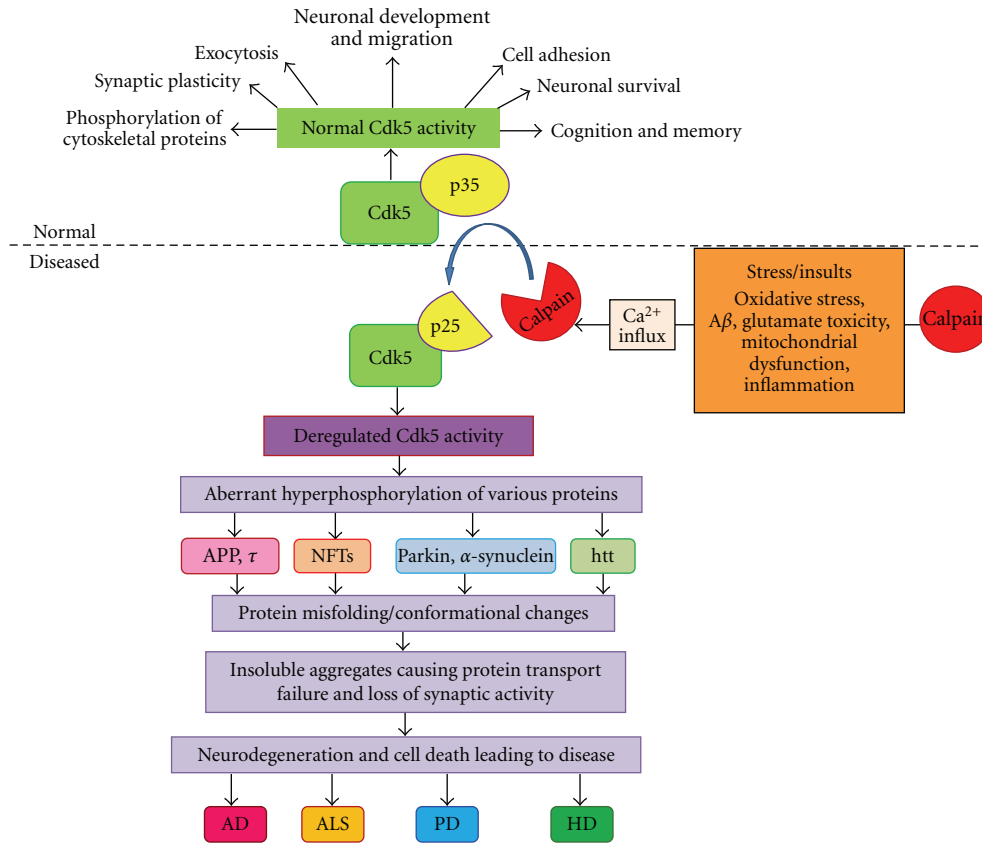 Neuronal development
and migration
Exocytosis
Cell adhesion
Synaptic plasticity
Neuronal survival
Phosphorylation of
cytoskeletal proteins
Normal Cdk5 activity
Cognition and memory
p35
Cdk5
Normal
Diseased
Stress/insults
Oxidative stress,
Aβ, glutamate toxicity,
mitochondrial
dysfunction,
inflammation
Calpain
Ca²⁺
influx
Calpain
p25
Cdk5
Deregulated Cdk5 activity
Aberrant hyperphosphorylation of various proteins
APP, τ
NFTs
Parkin, α-synuclein
htt
Protein misfolding/conformational changes
Insoluble aggregates causing protein transport
failure and loss of synaptic activity
Neurodegeneration and cell death leading to disease
AD
ALS
PD
HD